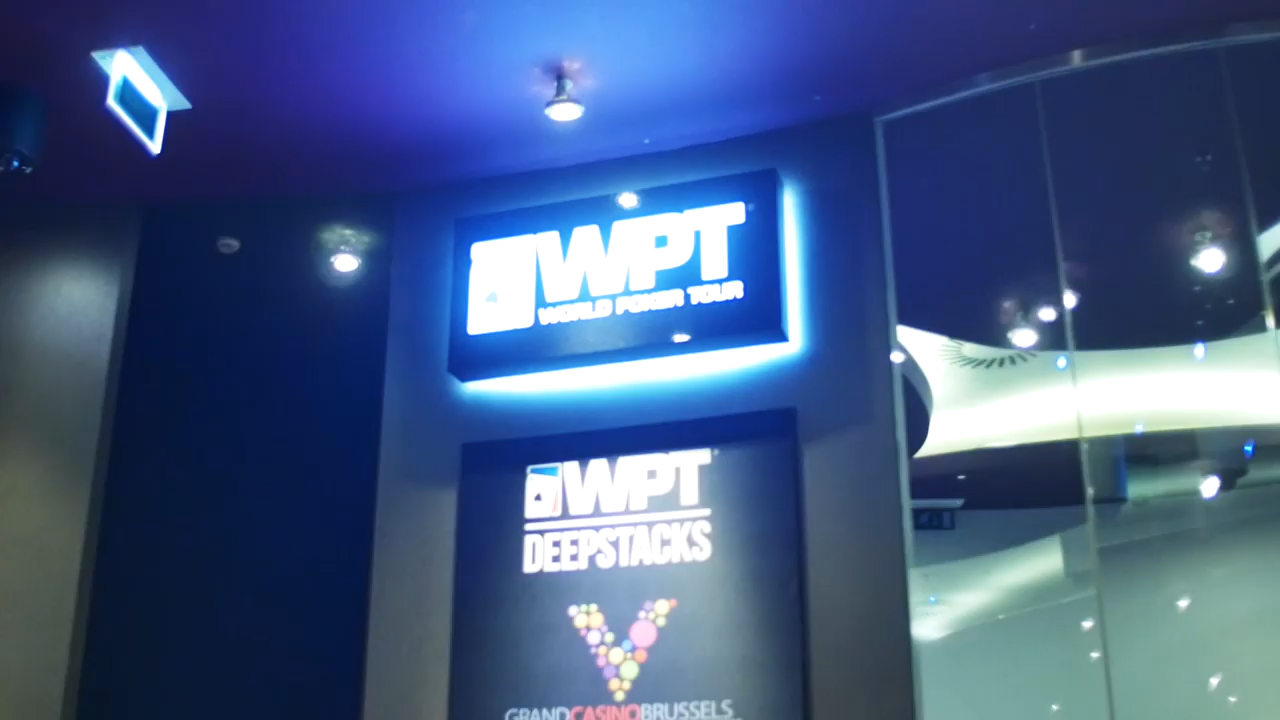 WPT
WORLD POKER TOUR
WPT
DEEPSTACKS
GRANDCASINOBRUSSELS